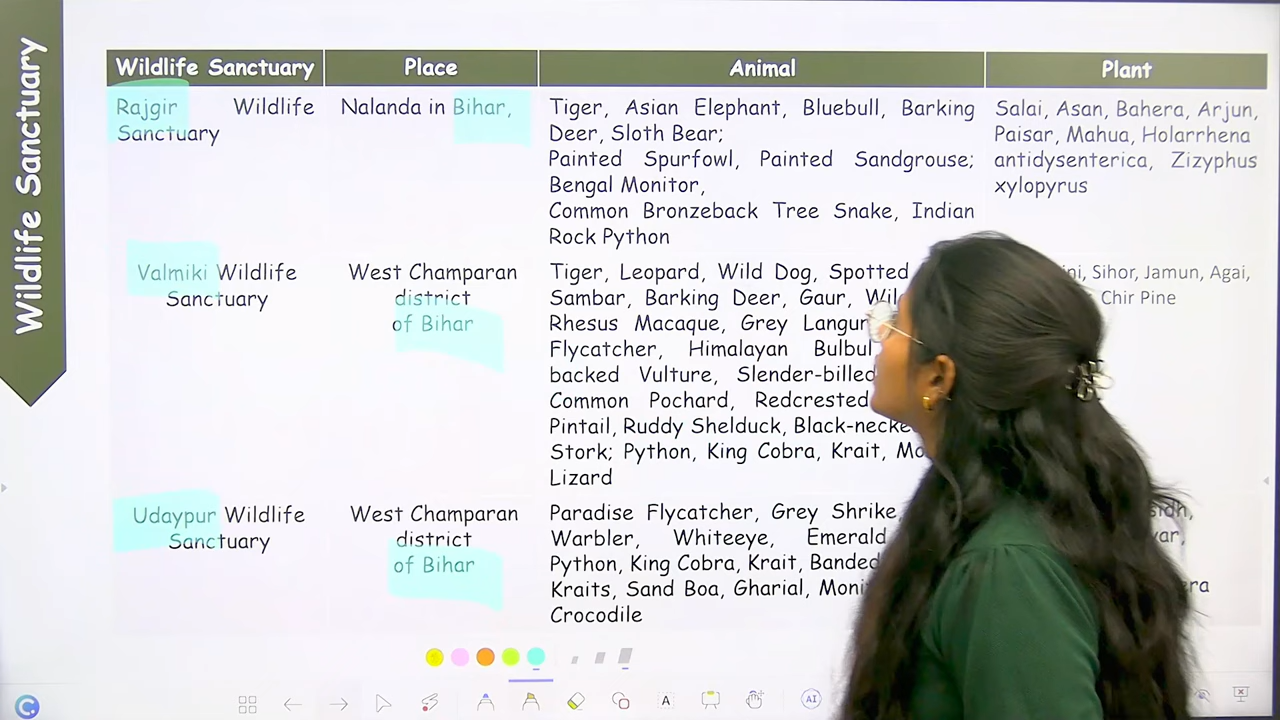 Wildlife Sanctuary
Wildlife Sanctuary Place Animal Plant
Rajgir Wildlife
Sanctuary
Nalanda in Bihar,
Tiger, Asian Elephant, Bluebull, Barking
Deer, Sloth Bear;
Painted Spurfowl, Painted Sandgrouse;
Bengal Monitor,
Common Bronzeback Tree Snake, Indian
Rock Python
Salai, Asan, Bahera, Arjun,
Paisar, Mahua, Holarrhena
antidysenterica, Zizyphus
xylopyrus
Valmiki Wildlife
Sanctuary
West Champaran
district
of Bihar
Tiger, Leopard, Wild Dog, Spotted
Sambar, Barking Deer, Gaur,
Rhesus Macaque, Grey Langur
Flycatcher, Himalayan Bulbul
backed Vulture, Slender-billed
Common Pochard, Redcrested
Pintail, Ruddy Shelduck,
Stork; Python, King Cobra, Krait,
Lizard
Sihor, Jamun, Agai,
Chir Pine
Udaypur Wildlife
Sanctuary
West Champaran
district
of Bihar
Paradise Flycatcher, Grey Shrike,
Warbler, Whiteeye, Emerald
Python, King Cobra, Krait, Banded
Kraits, Sand Boa, Gharial,
Crocodile
A
AI